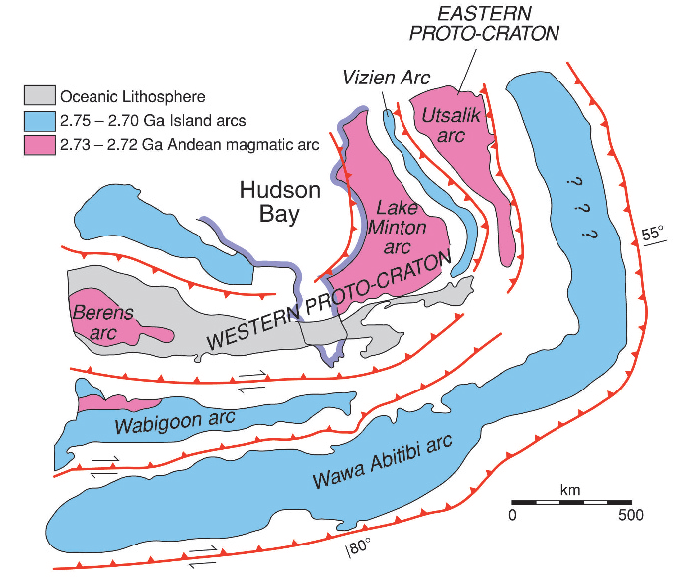 EASTERN
PROTO-CRATON
Vizien Arc
Oceanic Lithosphere
2.75 – 2.70 Ga Island arcs
2.73 – 2.72 Ga Andean magmatic arc
Utsalik
arc
Hudson
Bay
Lake
Minton
arc
? ? ?
55°
WESTERN PROTO-CRATON
Berens
arc
Wabigoon arc
Wawa Abitibi arc
km
0 500
80°